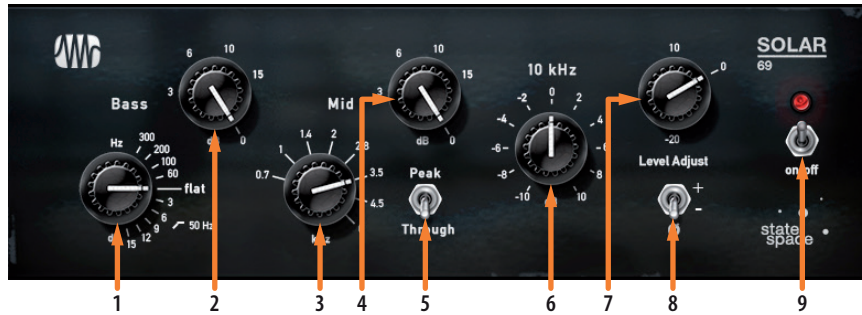 SOLAR
69
Bass
Hz
300
200
100
60
flat
3
6
9
12
15
50 Hz
3
6
10
15
0
dB
Mid
0.7
1
1.4
2
2.8
3.5
4.5
kHz
3
6
10
15
0
dB
Peak
Through
10 kHz
-10
-8
-6
-4
-2
0
2
4
6
8
10
10
0
-20
Level Adjust
+
-
on/off
state
space
1 2 3 4 5 6 7 8 9